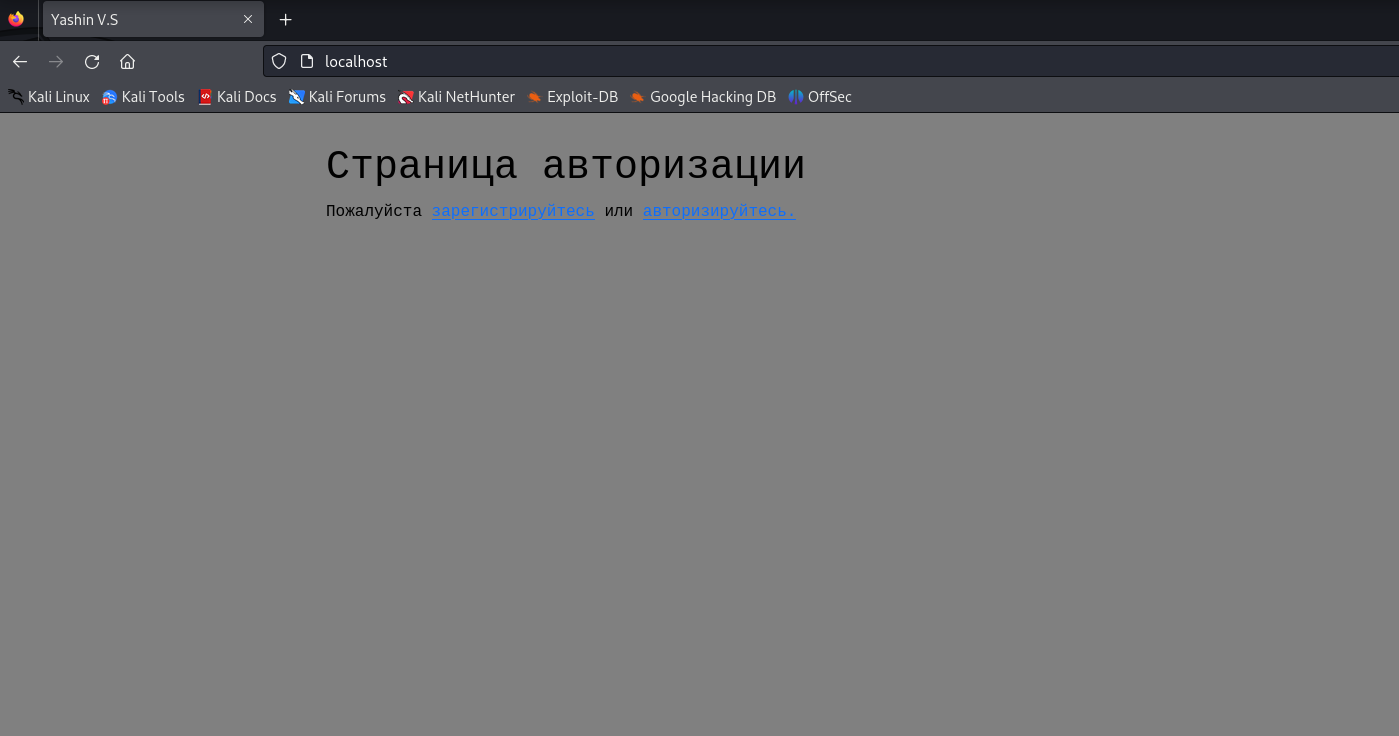 Yashin V.S
localhost
Kali Linux Kali Tools Kali Docs Kali Forums Kali NetHunter Exploit-DB Google Hacking DB OffSec
Страница авторизации
Пожалуйста зарегистрируйтесь или авторизируйтесь.